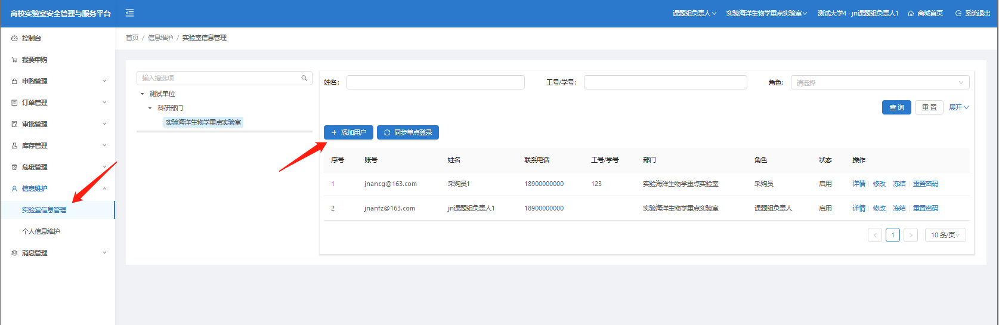 高校实验室安全管理与服务平台
课题组负责人 实验海洋生物学重点实验室 测试大学4 · jn课题组负责人1 商城首页 系统退出
控制台
我要申购
申购管理
订单管理
审批管理
库存管理
危废管理
信息维护
实验室信息管理
个人信息维护
消息管理
首页 / 信息维护 / 实验室信息管理
输入搜选项
测试单位
科研部门
实验海洋生物学重点实验室
姓名: 工号/学号: 角色: 请选择
查询 重置 展开
添加用户 同步单点登录
序号 账号 姓名 联系电话 工号/学号 部门 角色 状态 操作
1 jnancg@163.com 采购员1 18900000000 123 实验海洋生物学重点实验室 采购员 启用 详情 修改 冻结 重置密码
2 jnanfz@163.com jn课题组负责人1 18900000000 实验海洋生物学重点实验室 课题组负责人 启用 详情 修改 冻结 重置密码
1 10 条/页